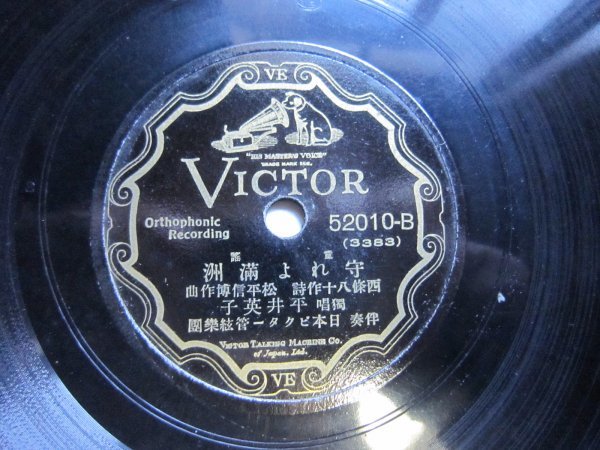 VE
"HIS MASTER'S VOICE"
TRADE MARK REG.
VICTOR
Orthophonic
Recording
52010-B
(3383)
童謠
守れよ滿洲
西條八十作詩 松平信博作曲
獨唱 平井英子
伴奏 日本ビクター管絃樂團
VICTOR TALKING MACHINE CO.
of Japan, Ltd.
VE